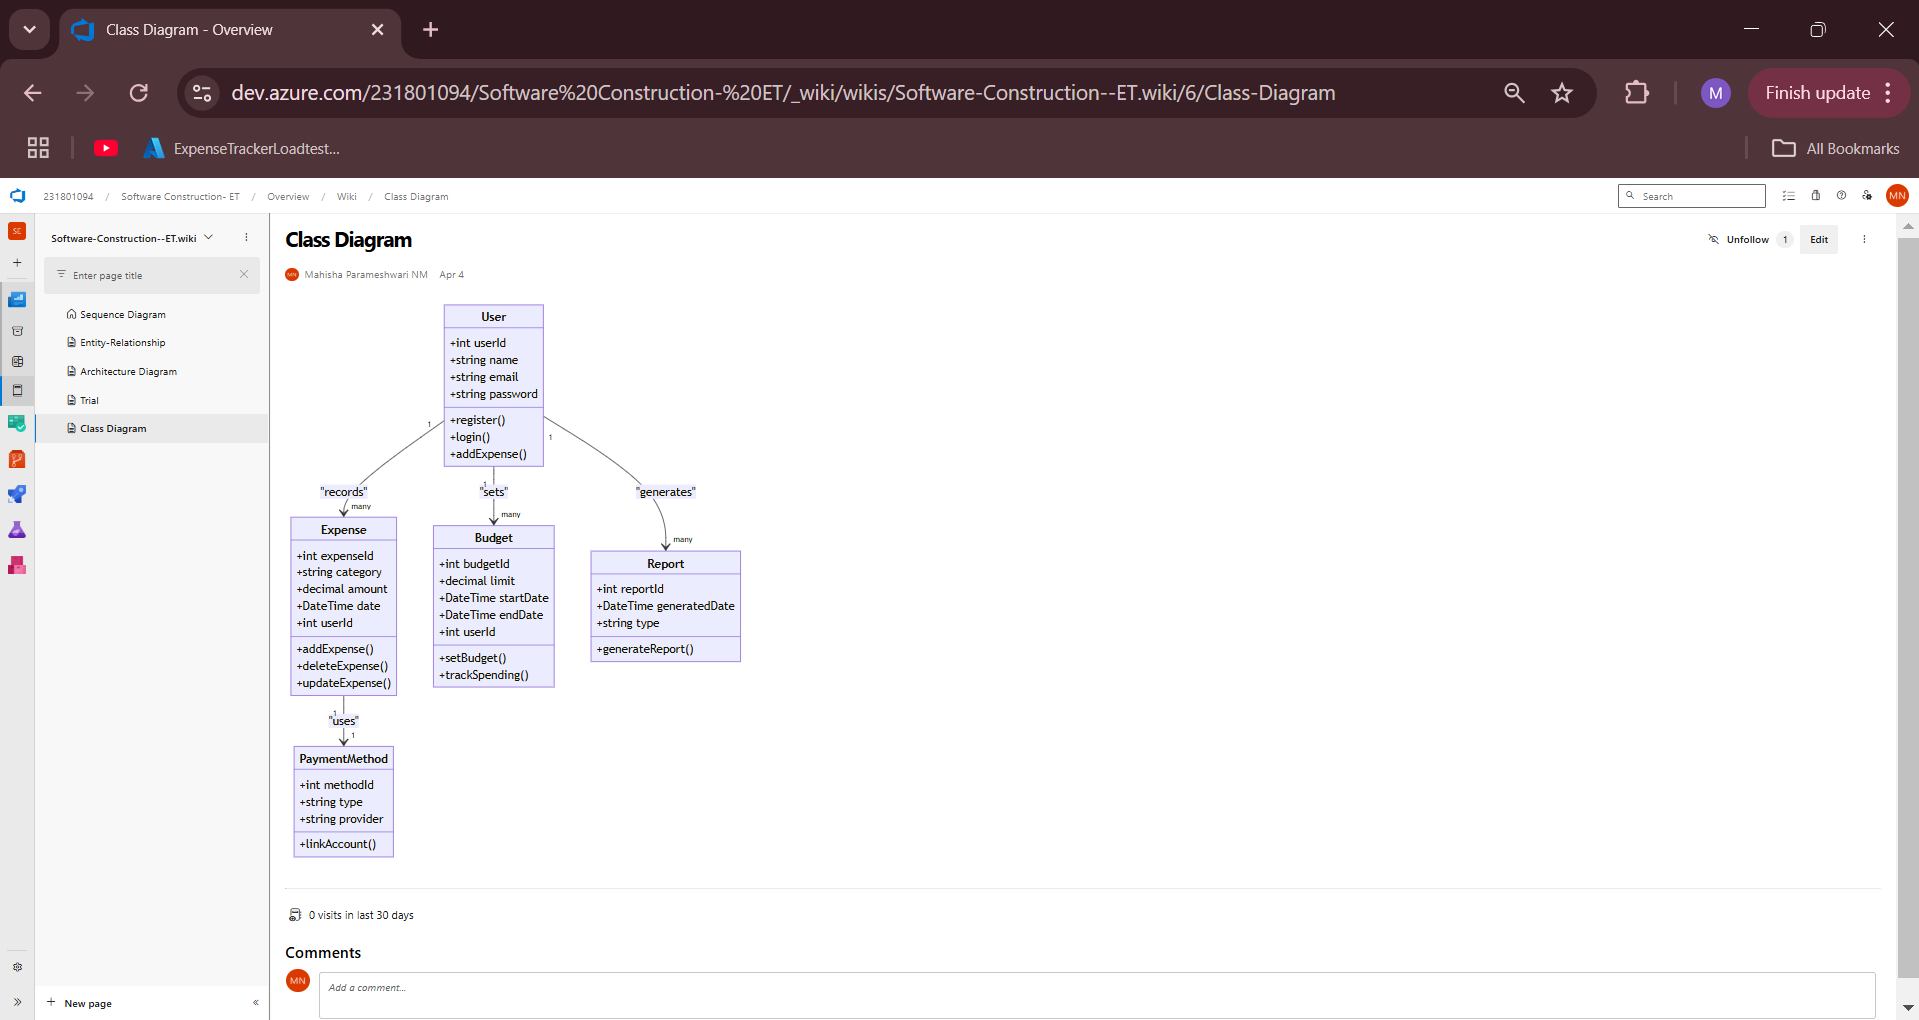 Class Diagram - Overview
dev.azure.com/231801094/Software%20Construction-%20ET/_wiki/wikis/Software-Construction--ET.wiki/6/Class-Diagram
M
Finish update
ExpenseTrackerLoadtest...
All Bookmarks
231801094 / Software Construction- ET / Overview / Wiki / Class Diagram
Search
MN
SE
Software-Construction--ET.wiki
Enter page title
Sequence Diagram
Entity-Relationship
Architecture Diagram
Trial
Class Diagram
New page
Class Diagram
Unfollow 1
Edit
MN Mahisha Parameshwari NM Apr 4
User
+int userId
+string name
+string email
+string password
+register()
+login()
+addExpense()
1
1
1
"records"
"sets"
"generates"
many
many
many
Expense
+int expenseId
+string category
+decimal amount
+DateTime date
+int userId
+addExpense()
+deleteExpense()
+updateExpense()
Budget
+int budgetId
+decimal limit
+DateTime startDate
+DateTime endDate
+int userId
+setBudget()
+trackSpending()
Report
+int reportId
+DateTime generatedDate
+string type
+generateReport()
1
"uses"
1
PaymentMethod
+int methodId
+string type
+string provider
+linkAccount()
0 visits in last 30 days
Comments
MN
Add a comment...